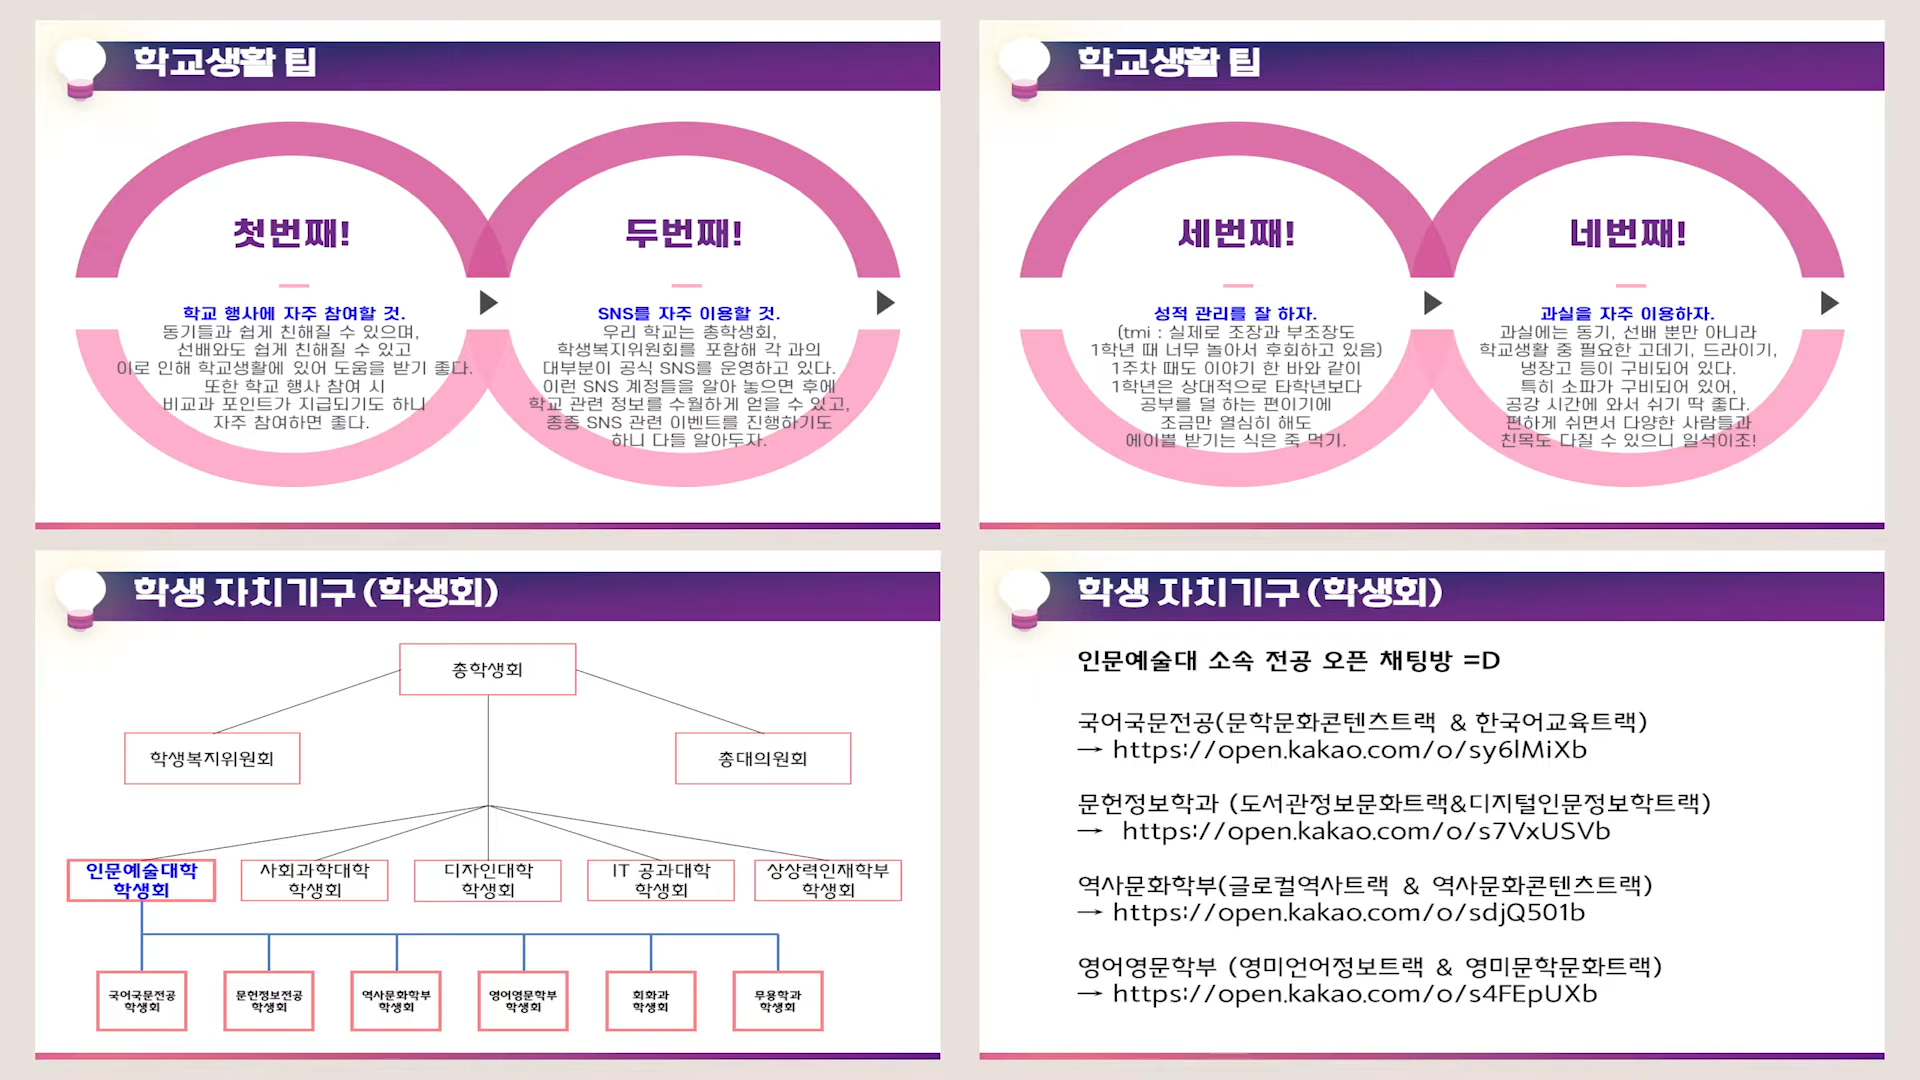 학교생활 팁
첫번째!
학교 행사에 자주 참여할 것.
동기들과 쉽게 친해질 수 있으며,
선배와도 쉽게 친해질 수 있고
이로 인해 학교생활에 있어 도움을 받기 좋다.
또한 학교 행사 참여 시
비교과 포인트가 지급되기도 하니
자주 참여하면 좋다.
두번째!
SNS를 자주 이용할 것.
우리 학교는 총학생회,
학생복지위원회를 포함해 각 과의
대부분이 공식 SNS를 운영하고 있다.
이런 SNS 계정들을 알아 놓으면 후에
학교 관련 정보를 수월하게 얻을 수 있고,
종종 SNS 관련 이벤트를 진행하기도
하니 다들 알아두자.
학교생활 팁
세번째!
성적 관리를 잘 하자.
(tmi : 실제로 조장과 부조장도
1학년 때 너무 놀아서 후회하고 있음)
1주차 때도 이야기 한 바와 같이
1학년은 상대적으로 타학년보다
공부를 덜 하는 편이기에
조금만 열심히 해도
에이쁠 받기는 식은 죽 먹기.
네번째!
과실을 자주 이용하자.
과실에는 동기, 선배 뿐만 아니라
학교생활 중 필요한 고데기, 드라이기,
냉장고 등이 구비되어 있다.
특히 소파가 구비되어 있어,
공강 시간에 와서 쉬기 딱 좋다.
편하게 쉬면서 다양한 사람들과
친목도 다질 수 있으니 일석이조!
학생 자치기구 (학생회)
총학생회
학생복지위원회
총대의원회
인문예술대학
학생회
사회과학대학
학생회
디자인대학
학생회
IT 공과대학
학생회
상상력인재학부
학생회
국어국문전공
학생회
문헌정보전공
학생회
역사문화학부
학생회
영어영문학부
학생회
회화과
학생회
무용학과
학생회
학생 자치기구 (학생회)
인문예술대 소속 전공 오픈 채팅방 =D
국어국문전공(문학문화콘텐츠트랙 & 한국어교육트랙)
→ https://open.kakao.com/o/sy6lMiXb
문헌정보학과 (도서관정보문화트랙&디지털인문정보학트랙)
→ https://open.kakao.com/o/s7VxUSVb
역사문화학부(글로컬역사트랙 & 역사문화콘텐츠트랙)
→ https://open.kakao.com/o/sdjQ501b
영어영문학부 (영미언어정보트랙 & 영미문학문화트랙)
→ https://open.kakao.com/o/s4FEpUXb